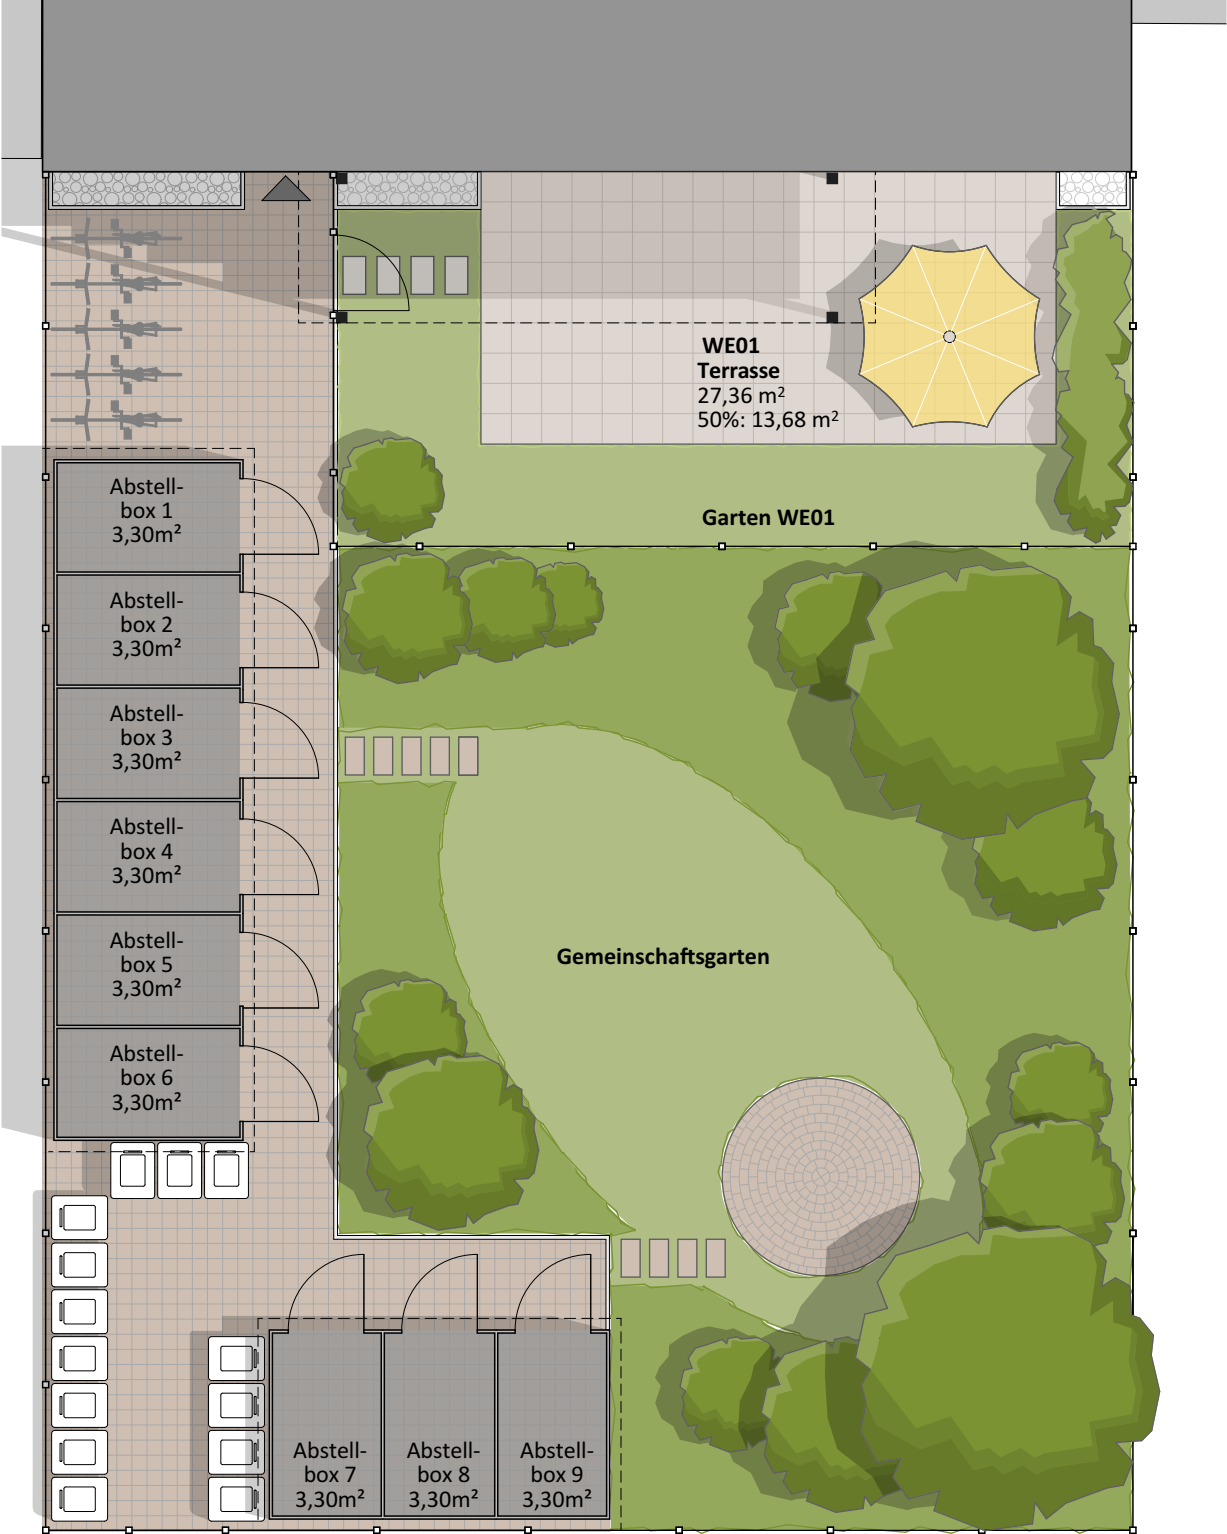 WE01
Terrasse
27,36 m²
50%: 13,68 m²
Garten WE01
Abstell-
box 1
3,30m²
Abstell-
box 2
3,30m²
Abstell-
box 3
3,30m²
Abstell-
box 4
3,30m²
Abstell-
box 5
3,30m²
Abstell-
box 6
3,30m²
Gemeinschaftsgarten
Abstell-
box 7
3,30m²
Abstell-
box 8
3,30m²
Abstell-
box 9
3,30m²